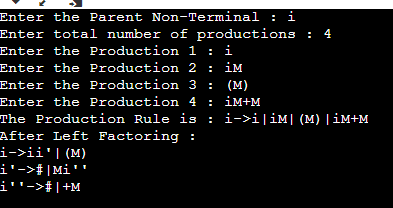 Enter the Parent Non-Terminal : i
Enter total number of productions : 4
Enter the Production 1 : i
Enter the Production 2 : iM
Enter the Production 3 : (M)
Enter the Production 4 : iM+M
The Production Rule is : i->i|iM|(M)|iM+M
After Left Factoring :
i->ii'|(M)
i'->#|Mi''
i''->#|+M